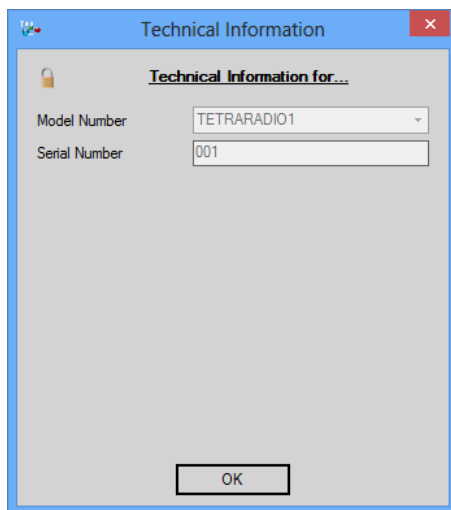 Technical Information
Technical Information for...
Model Number TETRARADIO1
Serial Number 001
OK